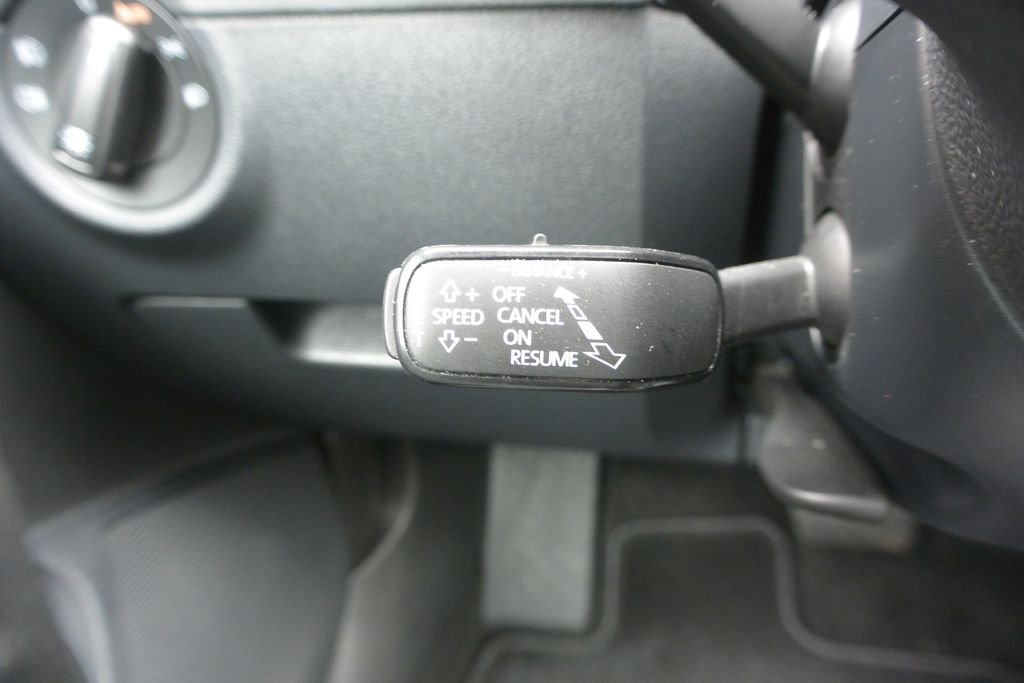 - DISTANCE +
+ OFF
SPEED CANCEL
- ON
RESUME
T